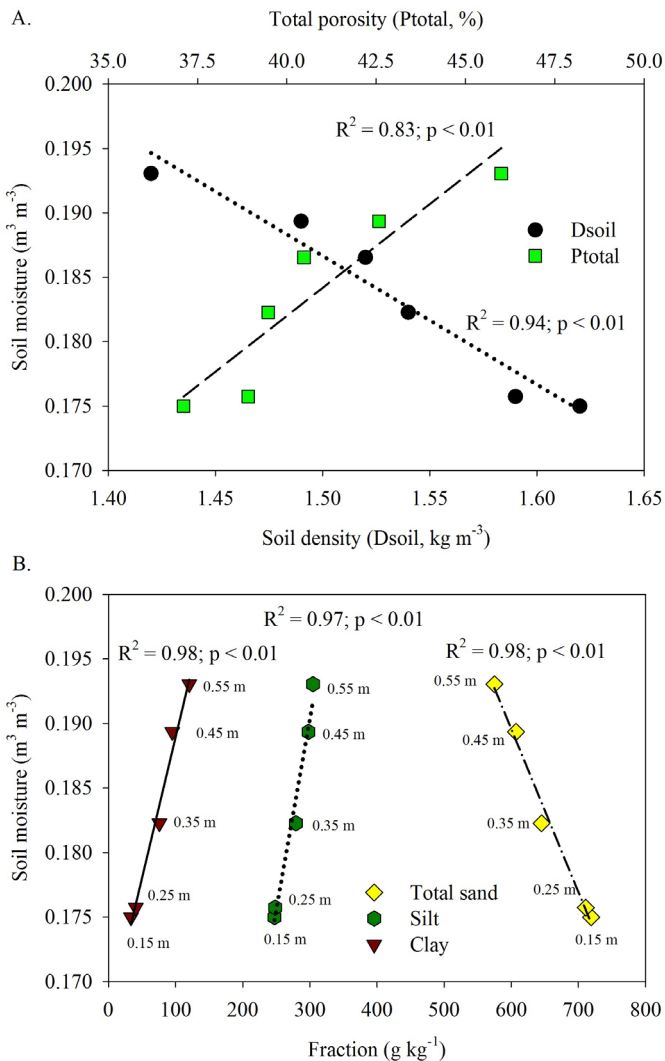 A.
Total porosity (Ptotal, %)
35.0 37.5 40.0 42.5 45.0 47.5 50.0
0.200
0.195
0.190
0.185
0.180
0.175
0.170
Soil moisture (m³ m⁻³)
R² = 0.83; p < 0.01
Dsoil
Ptotal
R² = 0.94; p < 0.01
1.40 1.45 1.50 1.55 1.60 1.65
Soil density (Dsoil, kg m⁻³)
B.
0.200
0.195
0.190
0.185
0.180
0.175
0.170
Soil moisture (m³ m⁻³)
R² = 0.97; p < 0.01
R² = 0.98; p < 0.01
R² = 0.98; p < 0.01
0.55 m 0.55 m 0.55 m
0.45 m 0.45 m 0.45 m
0.35 m 0.35 m 0.35 m
0.25 m 0.25 m 0.25 m
0.15 m 0.15 m 0.15 m
Total sand
Silt
Clay
0 100 200 300 400 500 600 700 800
Fraction (g kg⁻¹)